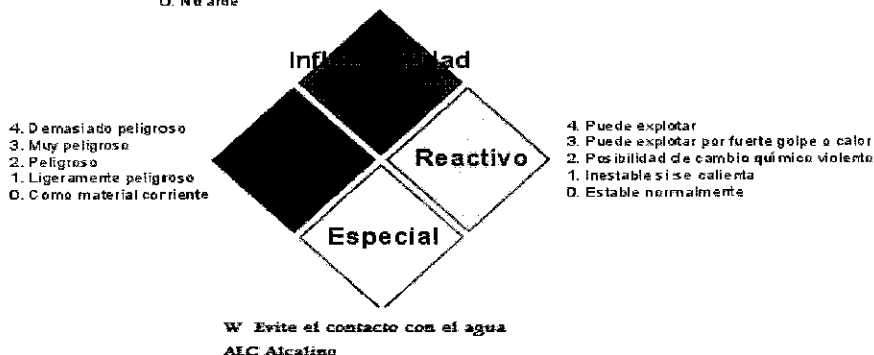 0. No arde
Infl dad
4. Demasiado peligroso
3. Muy peligroso
2. Peligroso
1. Ligeramente peligroso
0. Como material corriente
Reactivo
4. Puede explotar
3. Puede explotar por fuerte golpe o calor
2. Posibilidad de cambio químico violento
1. Inestable si se calienta
0. Estable normalmente
Especial
W Evite el contacto con el agua
ALC Alcalino